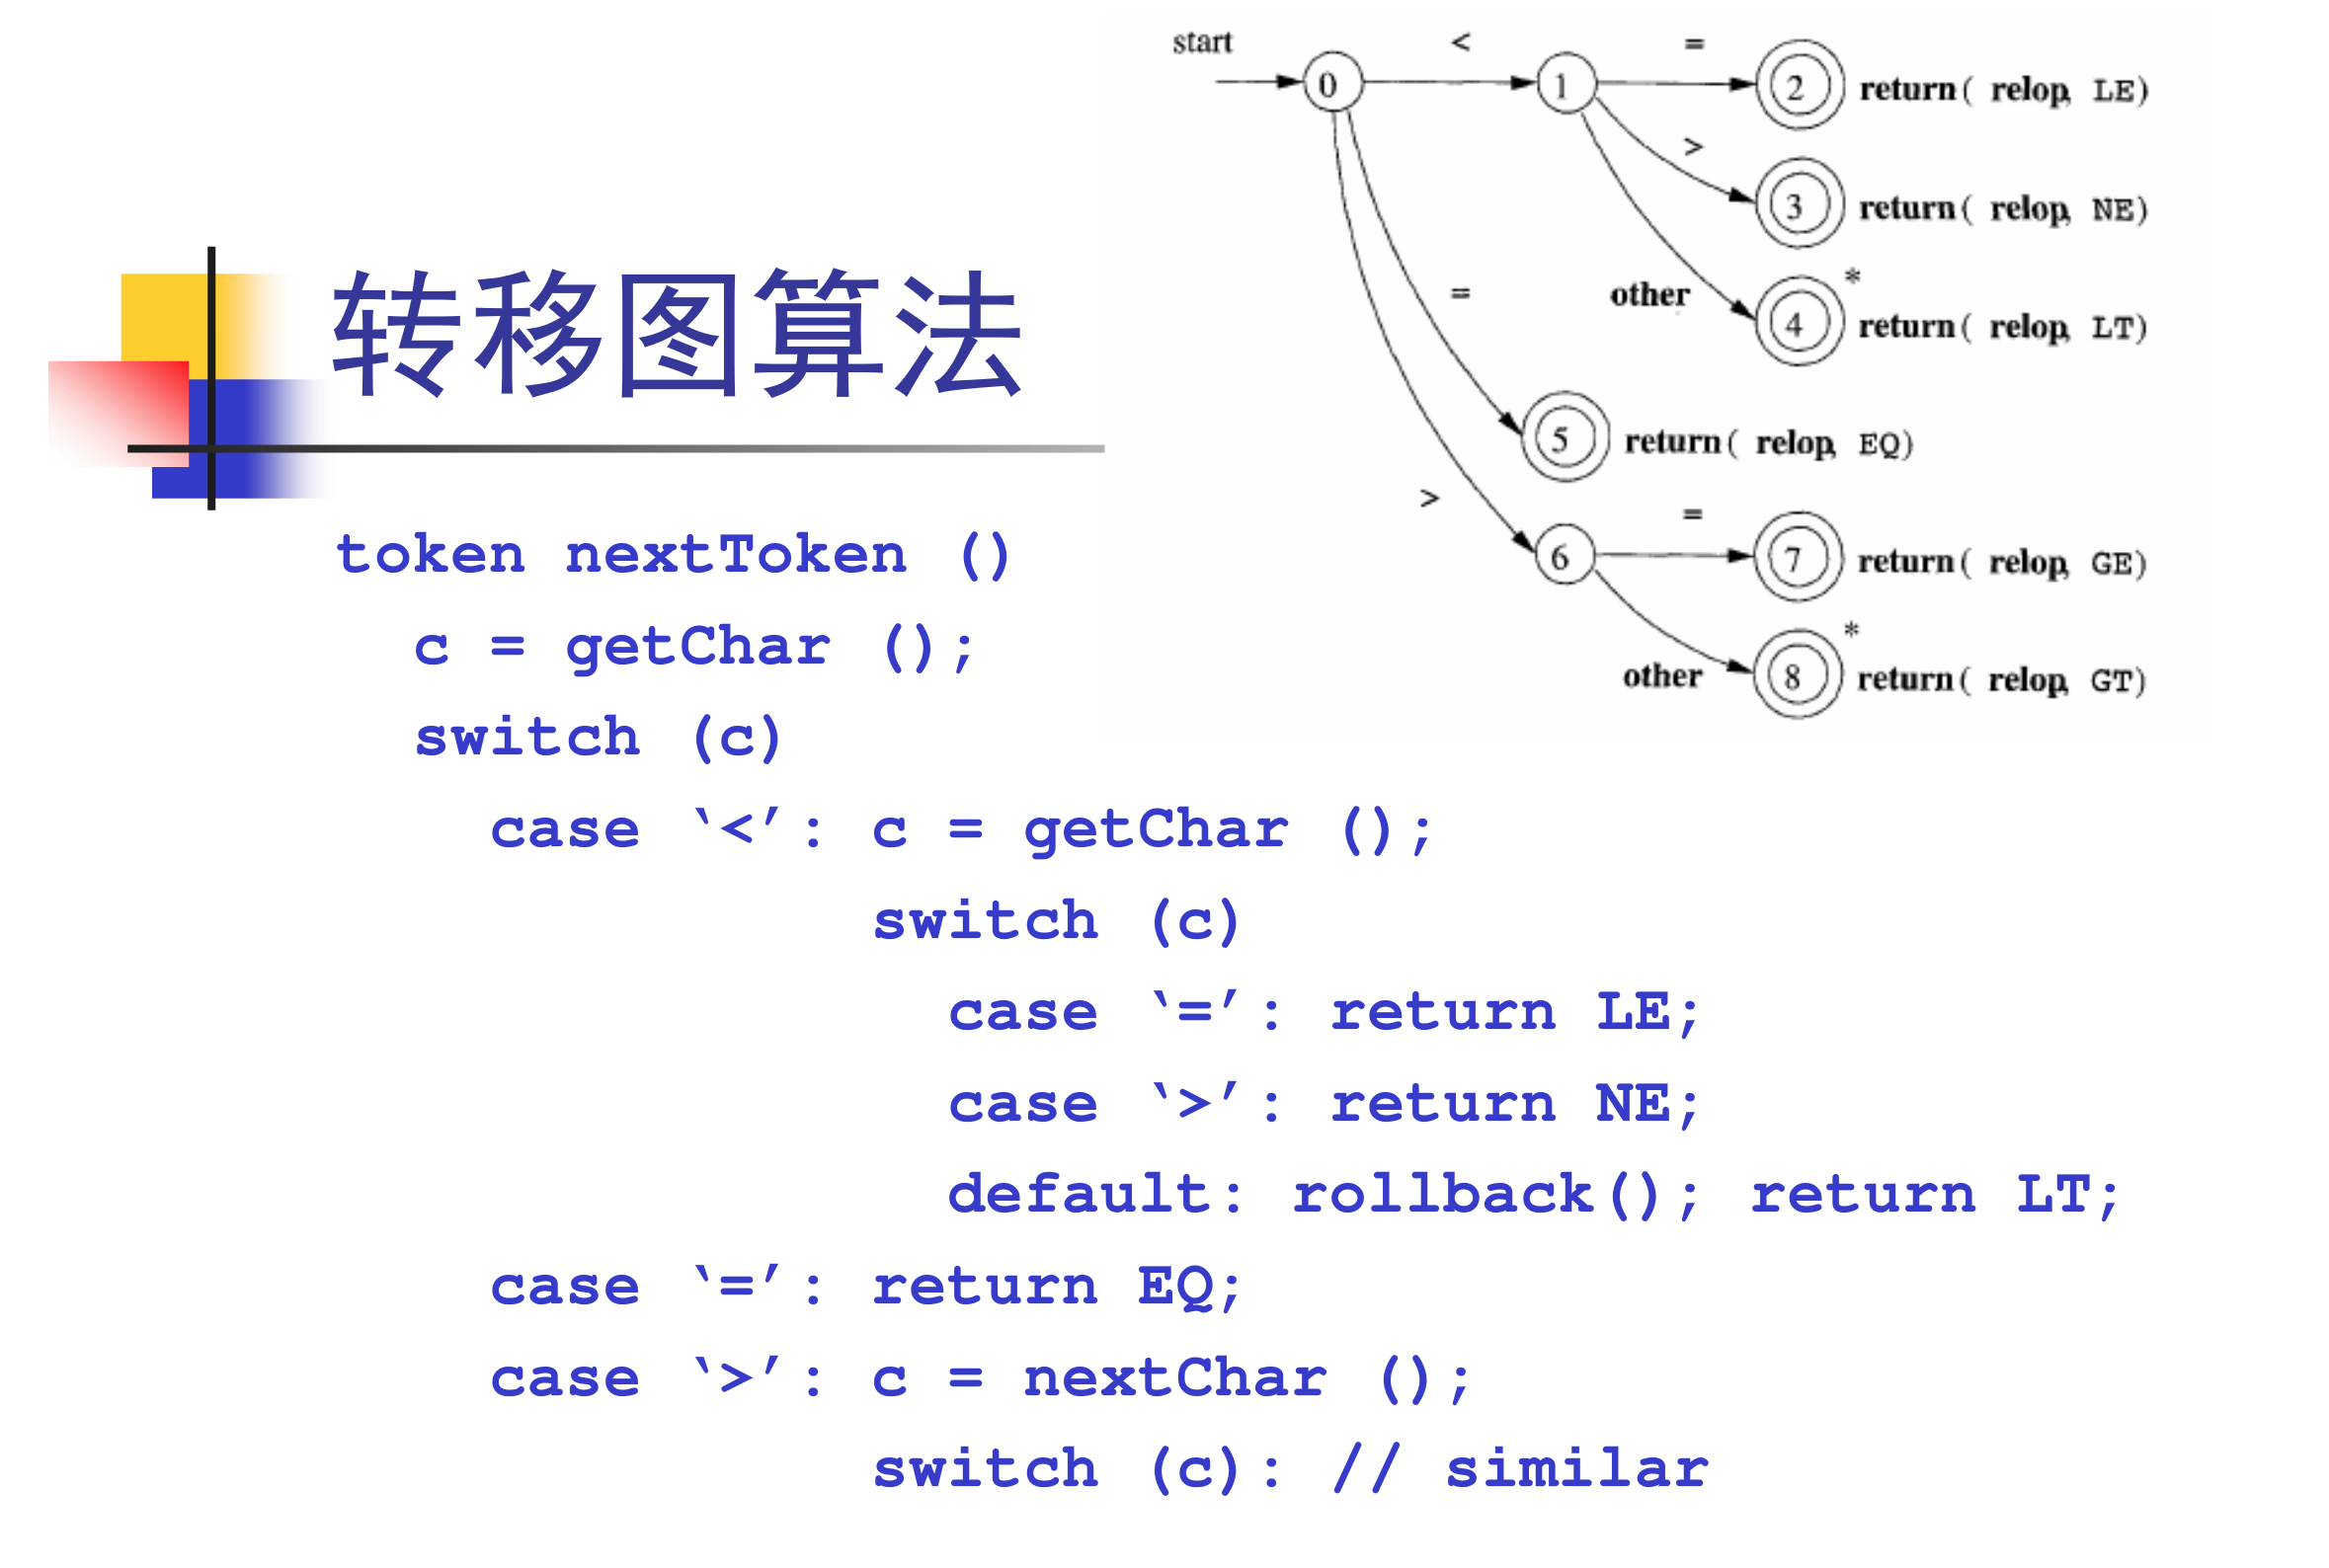 start
<
=
0
1
2
return( relop, LE)
>
3
return( relop, NE)
=
other
4
*
return( relop, LT)
转移图算法
5
return( relop, EQ)
>
=
6
7
return( relop, GE)
other
8
*
return( relop, GT)
token nextToken ()
c = getChar ();
switch (c)
case ‘<’: c = getChar ();
switch (c)
case ‘=’: return LE;
case ‘>’: return NE;
default: rollback(); return LT;
case ‘=’: return EQ;
case ‘>’: c = nextChar ();
switch (c): // similar